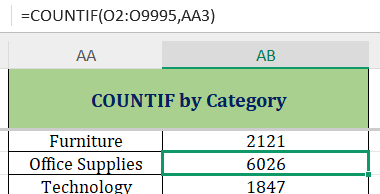 =COUNTIF(O2:O9995,AA3)
AA AB
COUNTIF by Category
Furniture 2121
Office Supplies 6026
Technology 1847